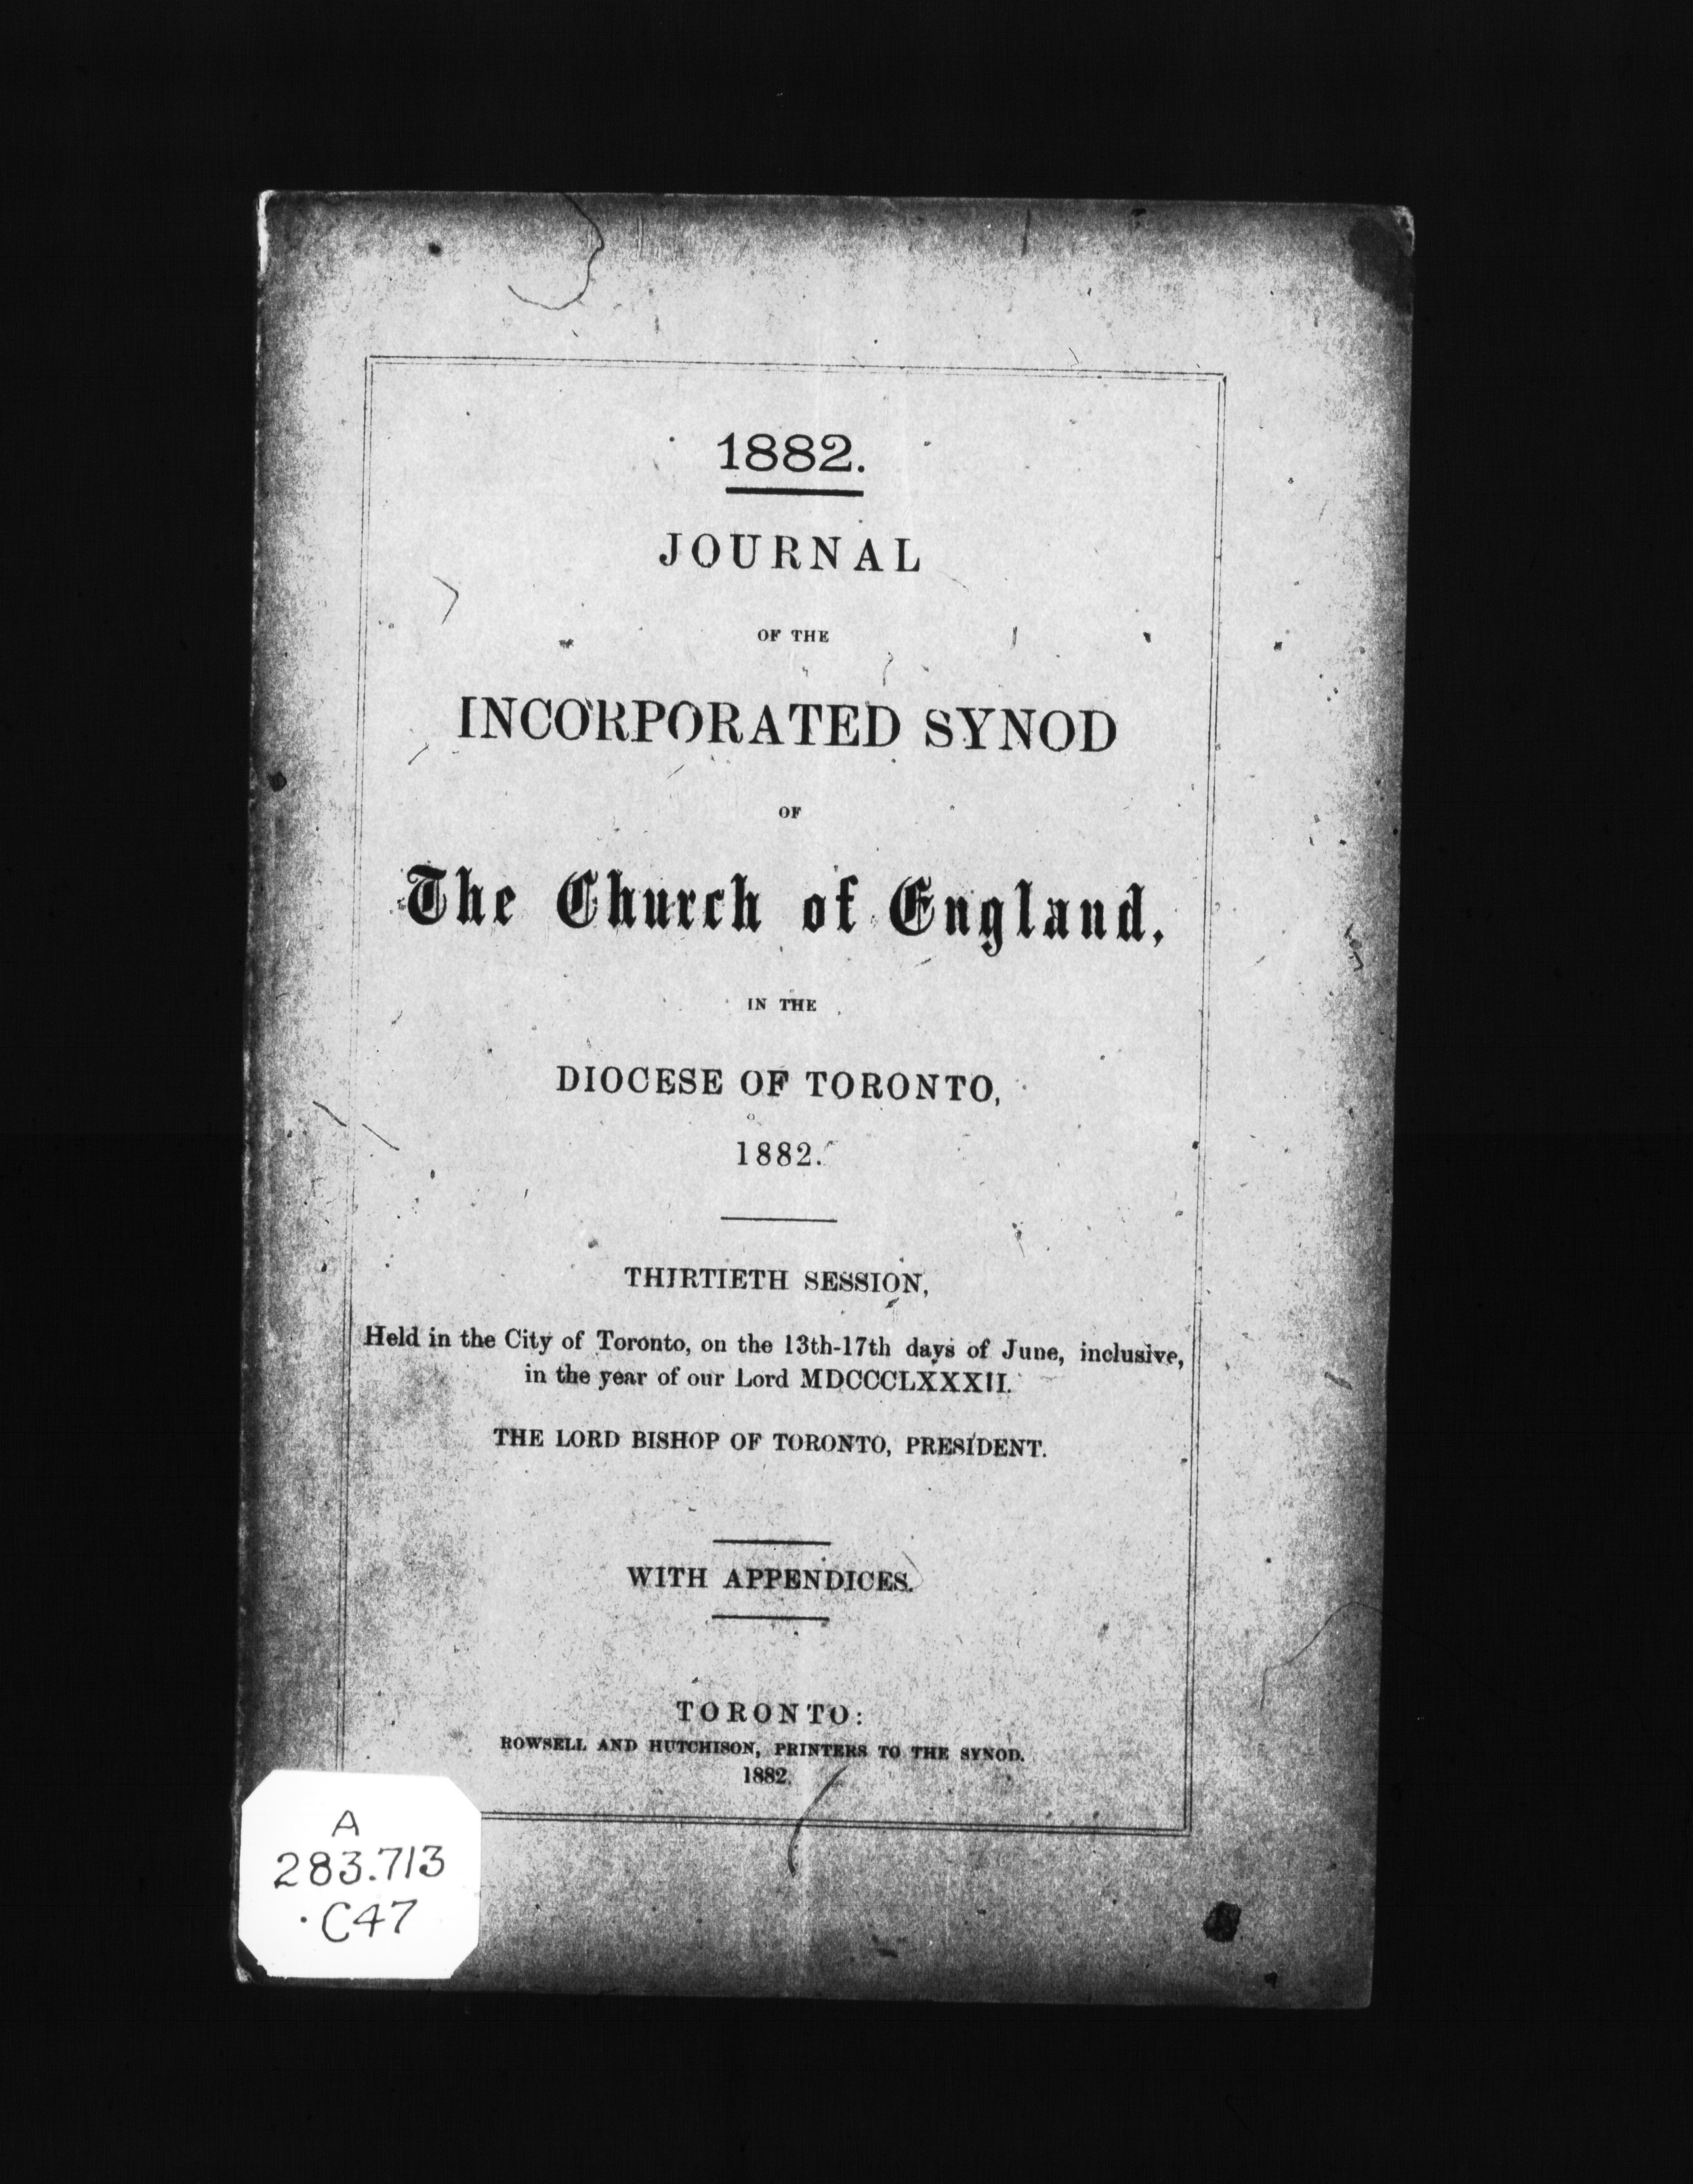 1882.
JOURNAL
OF THE
INCORPORATED SYNOD
OF
The Church of England,
IN THE
DIOCESE OF TORONTO,
1882.
THIRTIETH SESSION,
Held in the City of Toronto, on the 13th-17th days of June, inclusive,
in the year of our Lord MDCCCLXXXII.
THE LORD BISHOP OF TORONTO, PRESIDENT.
WITH APPENDICES.
TORONTO:
ROWSELL AND HUTCHISON, PRINTERS TO THE SYNOD.
1882.
A
283.713
.C47